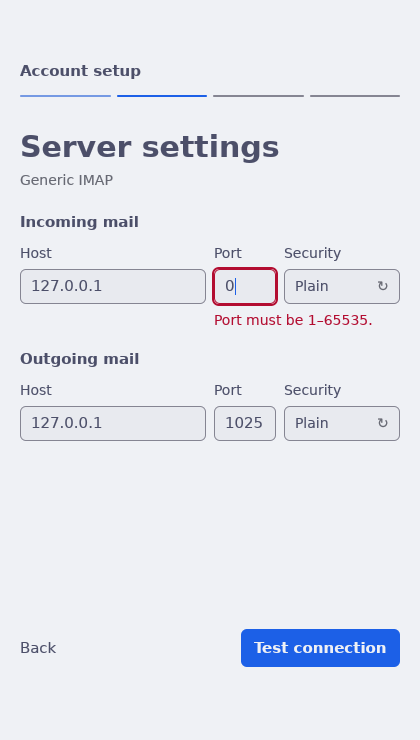 Account setup
Server settings
Generic IMAP
Incoming mail
Host Port Security
127.0.0.1 0 Plain ↻
Port must be 1–65535.
Outgoing mail
Host Port Security
127.0.0.1 1025 Plain ↻
Back Test connection